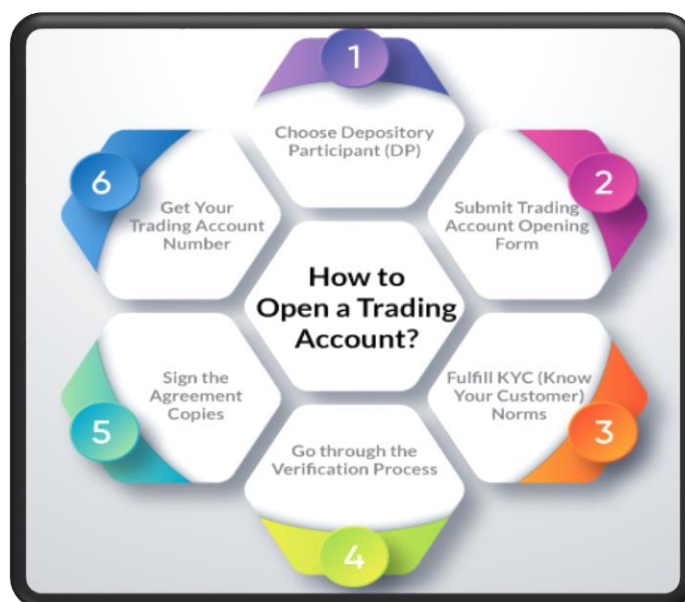 How to
Open a Trading
Account?
1
Choose Depository
Participant (DP)
2
Submit Trading
Account Opening
Form
3
Fulfill KYC (Know
Your Customer)
Norms
Go through the
Verification Process
4
Sign the
Agreement
Copies
5
6
Get Your
Trading Account
Number